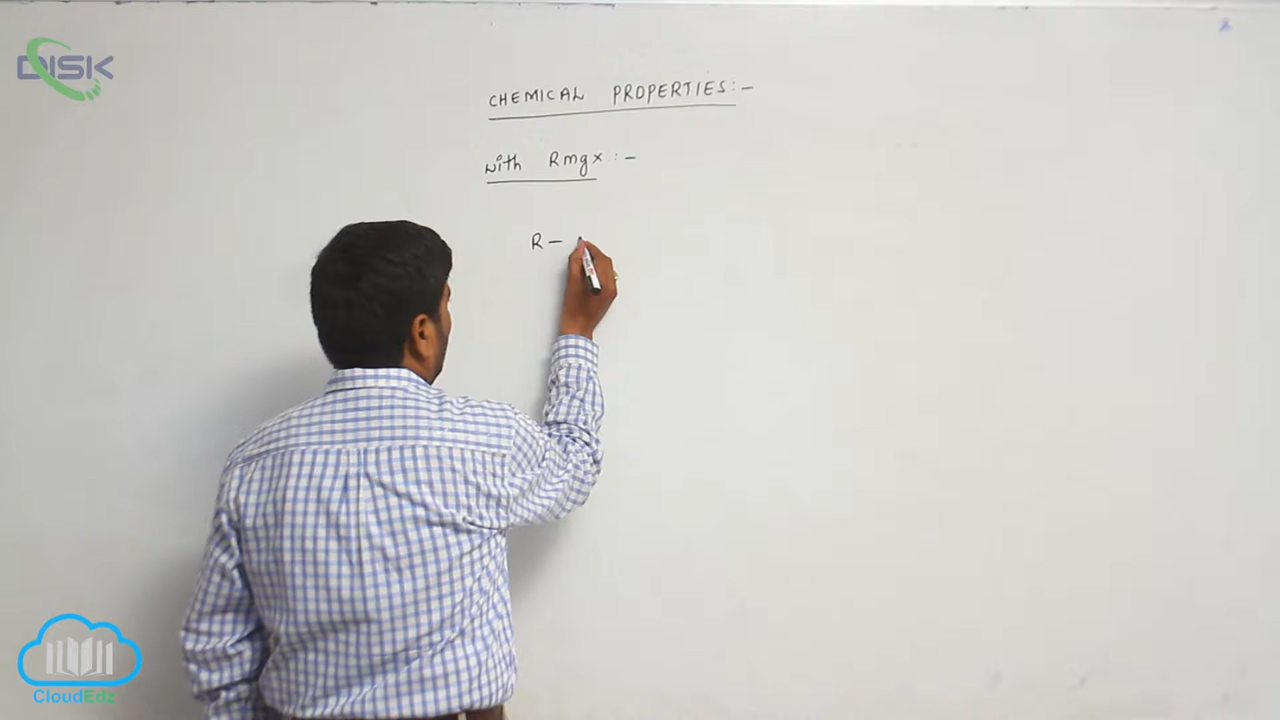 DISK
CHEMICAL PROPERTIES:-
with Rmgx:-
R-
CloudEdz